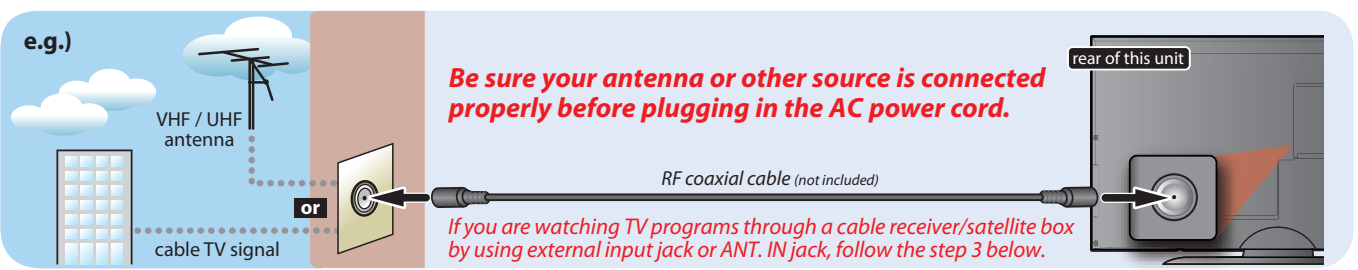 e.g.)
VHF / UHF
antenna
or
cable TV signal
Be sure your antenna or other source is connected
properly before plugging in the AC power cord.
rear of this unit
RF coaxial cable (not included)
If you are watching TV programs through a cable receiver/satellite box
by using external input jack or ANT. IN jack, follow the step 3 below.